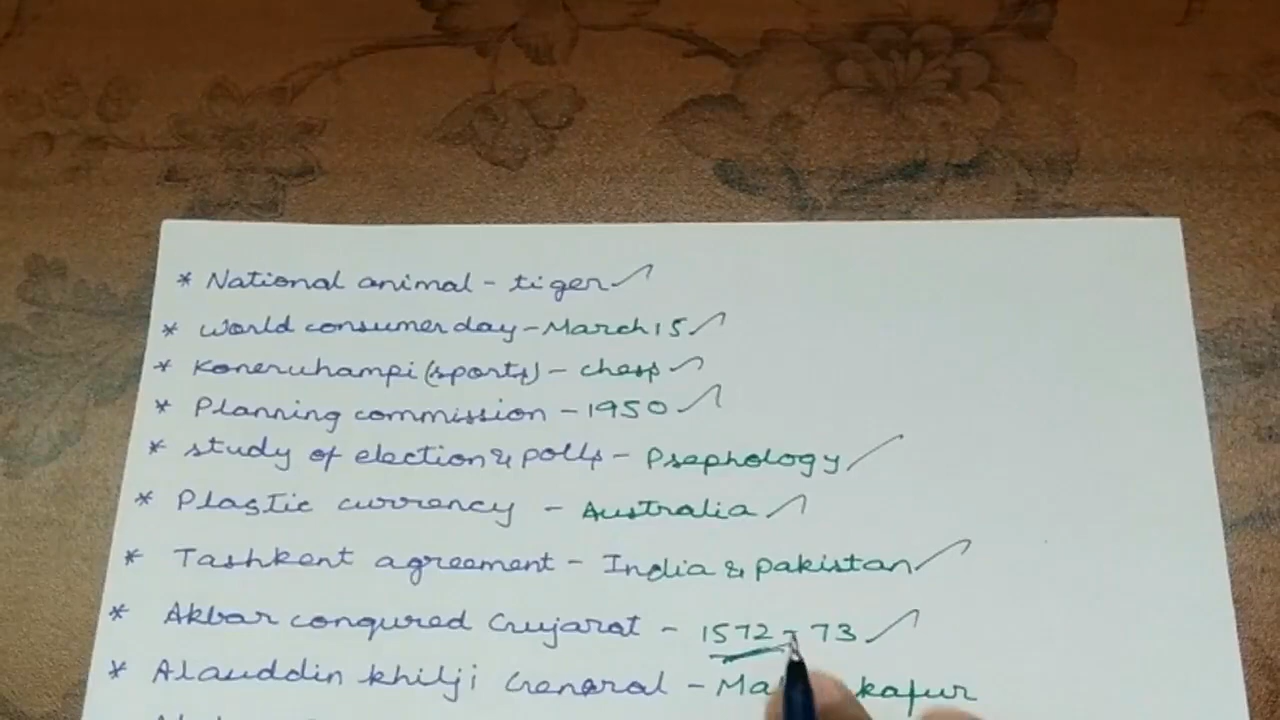 * National animal - tiger
* World consumer day - March 15
* Koneruhampi (sports) - chess
* Planning commission - 1950
* study of election & polls - Psephology
* Plastic currency - Australia
* Tashkent agreement - India & pakistan
* Akbar conqured Gujarat - 1572 - 73
* Alauddin khilji General - kafur